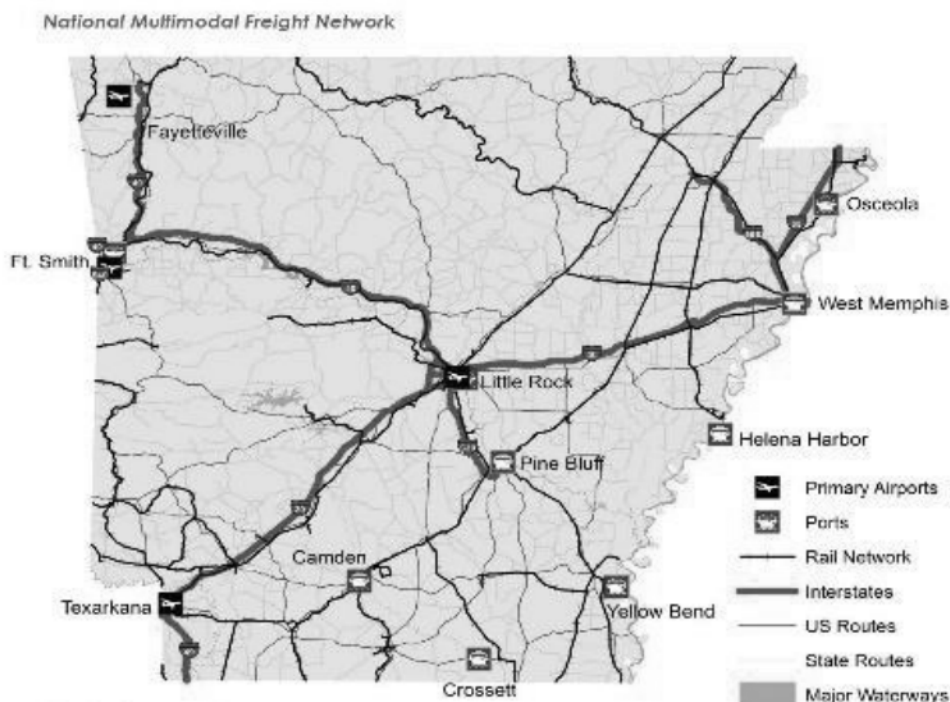 National Multimodal Freight Network
Fayetteville
Osceola
Ft. Smith
West Memphis
Little Rock
Helena Harbor
Pine Bluff
Primary Airports
Ports
Camden
Rail Network
Interstates
Texarkana
Yellow Bend
US Routes
State Routes
Crossett
Major Waterways